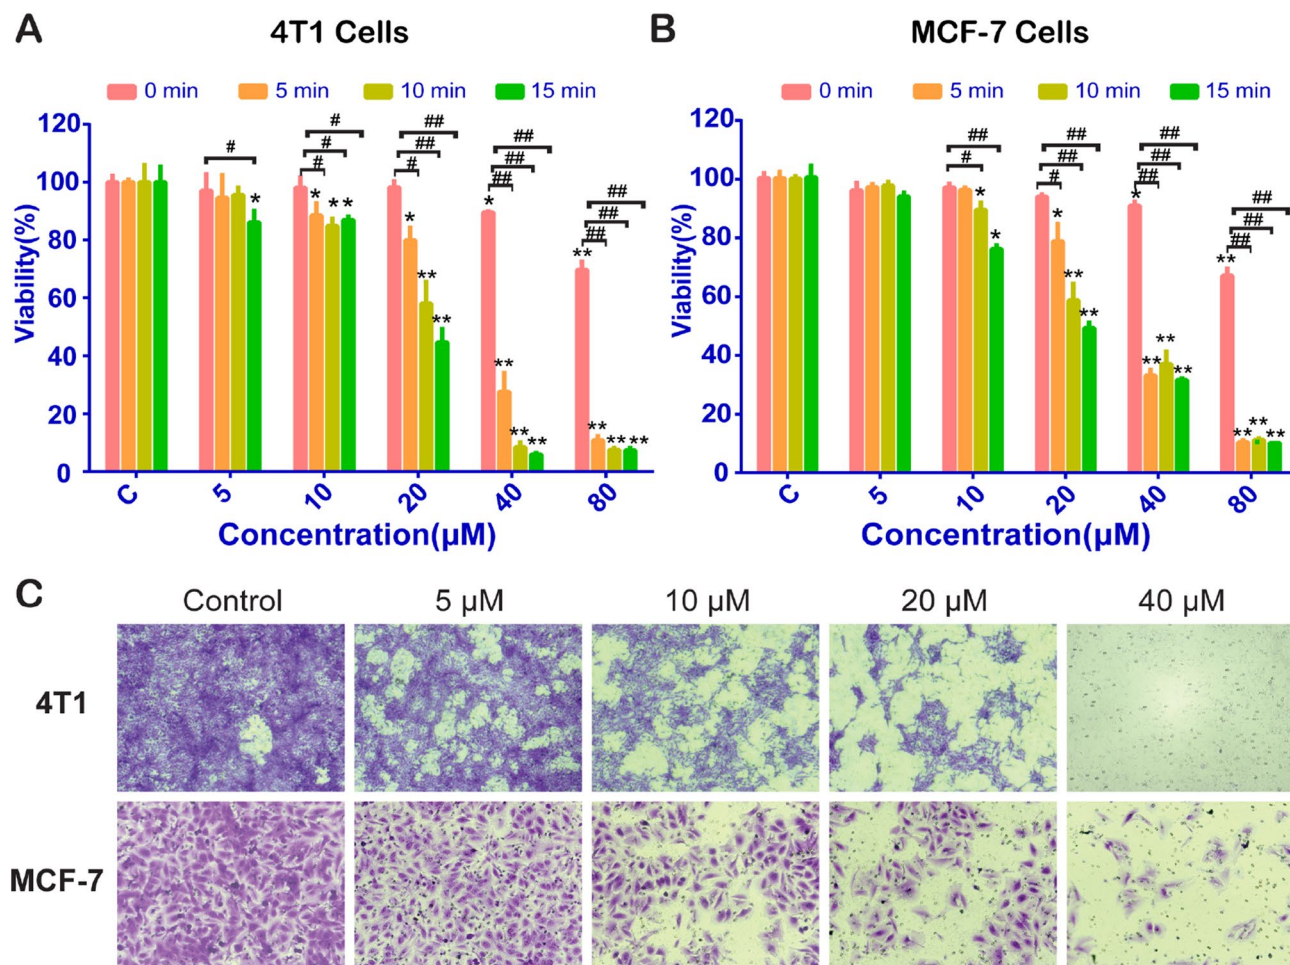 A
4T1 Cells
0 min 5 min 10 min 15 min
Viability(%)
120
100
80
60
40
20
0
# # # # ## ## # ## ## ## ## ## ##
* * ** * ** ** * ** ** ** ** ** ** **
C 5 10 20 40 80
Concentration(µM)
B
MCF-7 Cells
0 min 5 min 10 min 15 min
Viability(%)
120
100
80
60
40
20
0
## # ## ## # ## ## ## ## ## ##
* * * ** ** * ** ** ** ** ** ** **
C 5 10 20 40 80
Concentration(µM)
C
Control 5 µM 10 µM 20 µM 40 µM
4T1
MCF-7